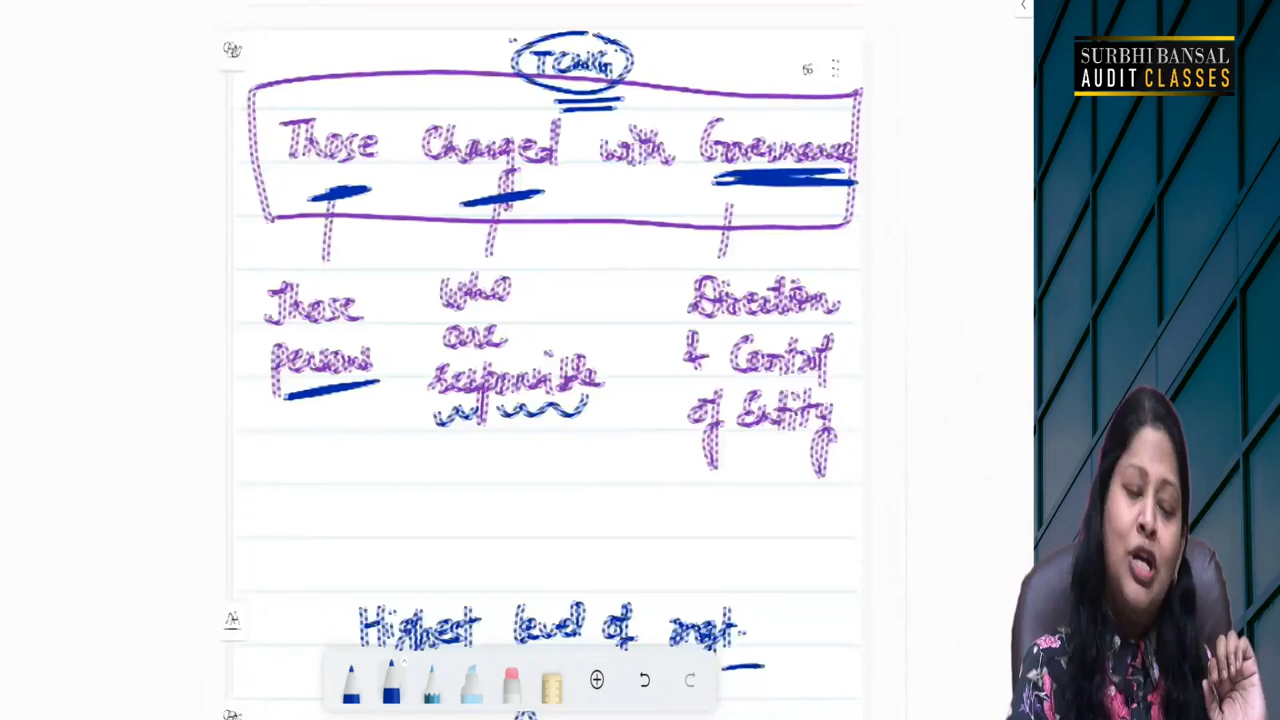 TCWG
Those Charged with Governance
These persons
who are responsible
Direction & Control of Entity
Highest level of mgt.
SURBHI BANSAL
AUDIT CLASSES